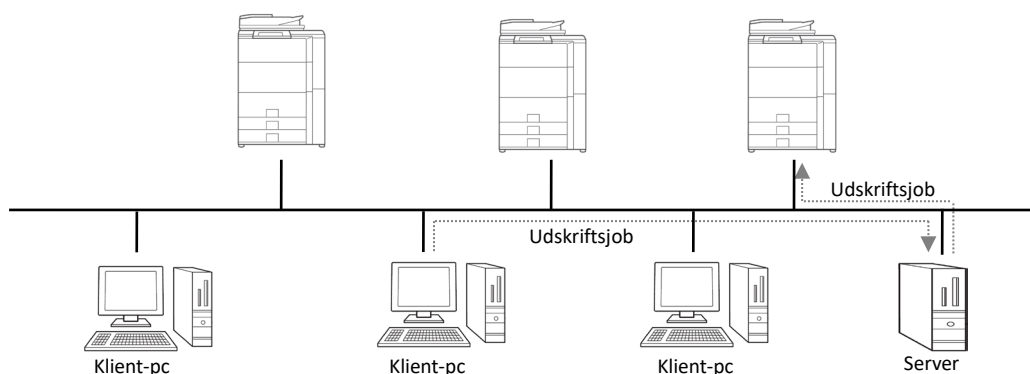 Udskriftsjob
Udskriftsjob
Klient-pc
Klient-pc
Klient-pc
Server